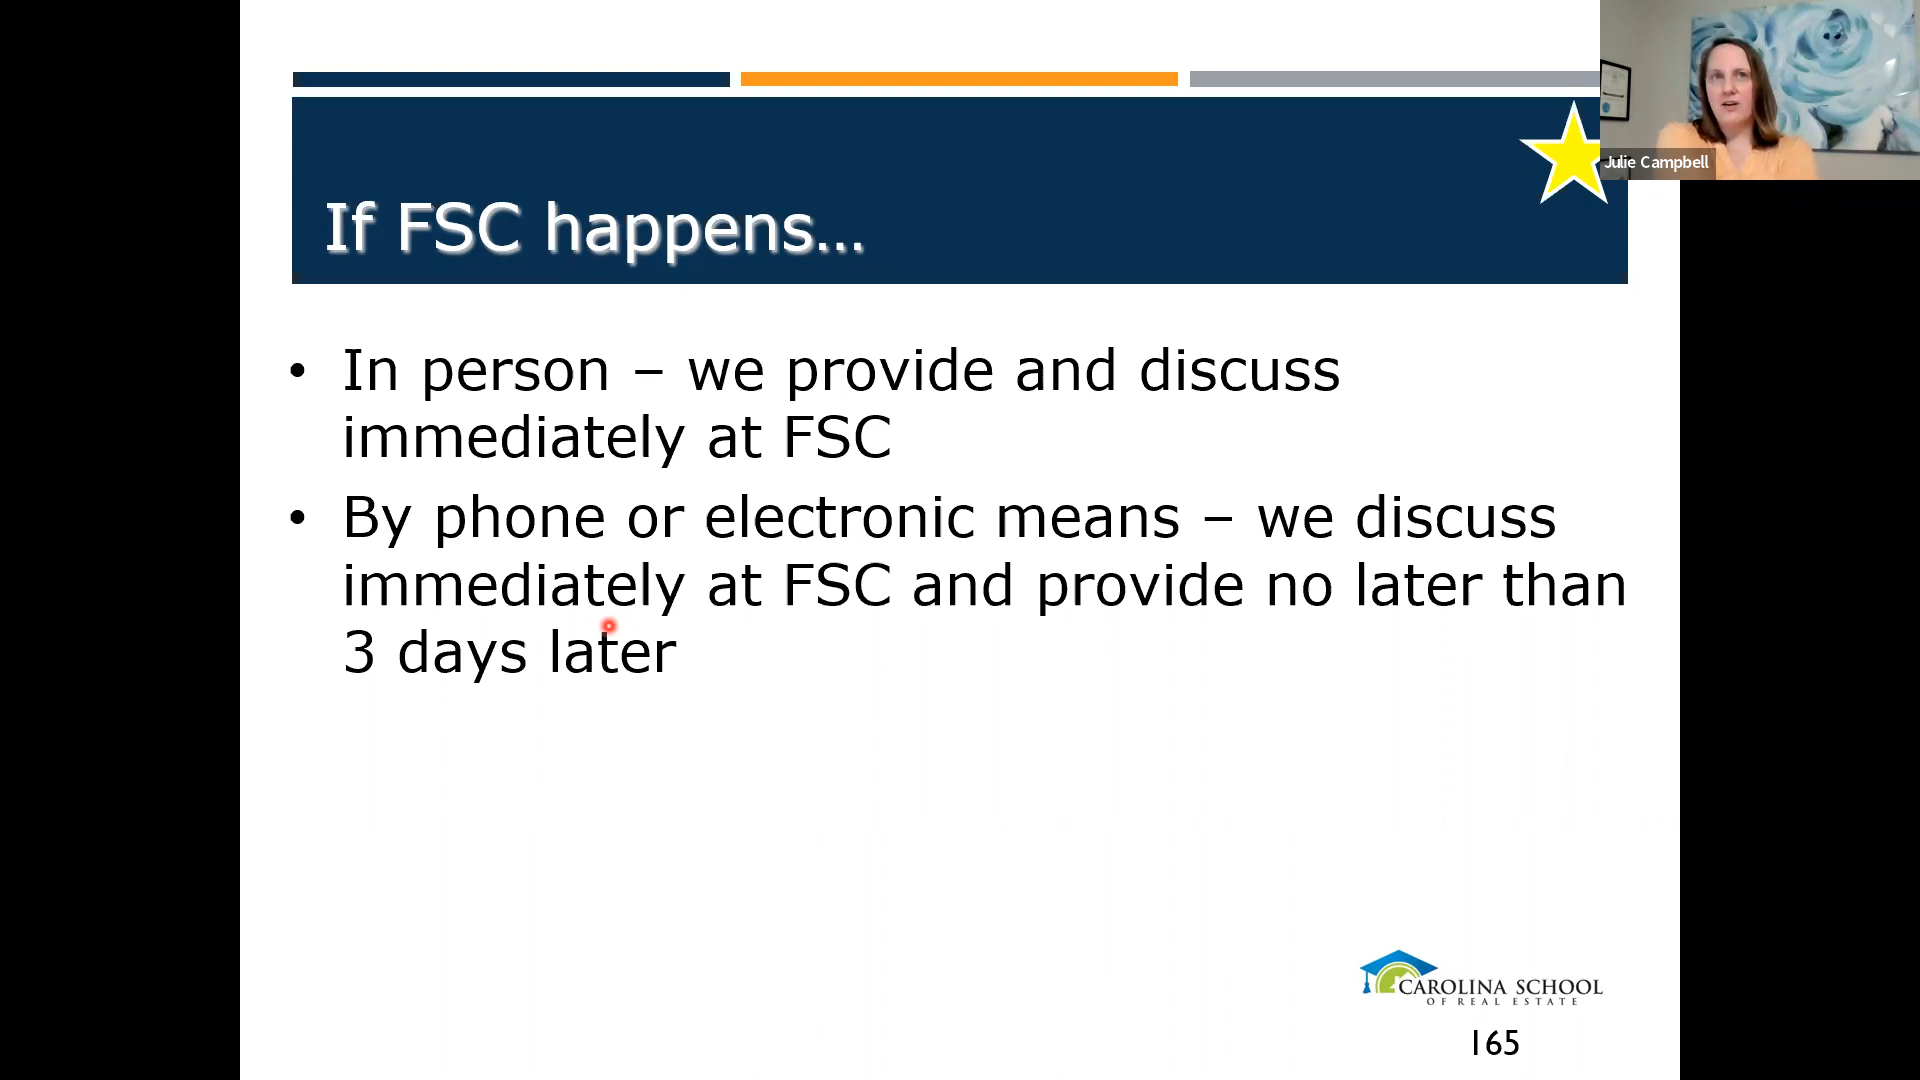 Julie Campbell
If FSC happens...
• In person – we provide and discuss
immediately at FSC
• By phone or electronic means – we discuss
immediately at FSC and provide no later than
3 days later
CAROLINA SCHOOL
OF REAL ESTATE
165